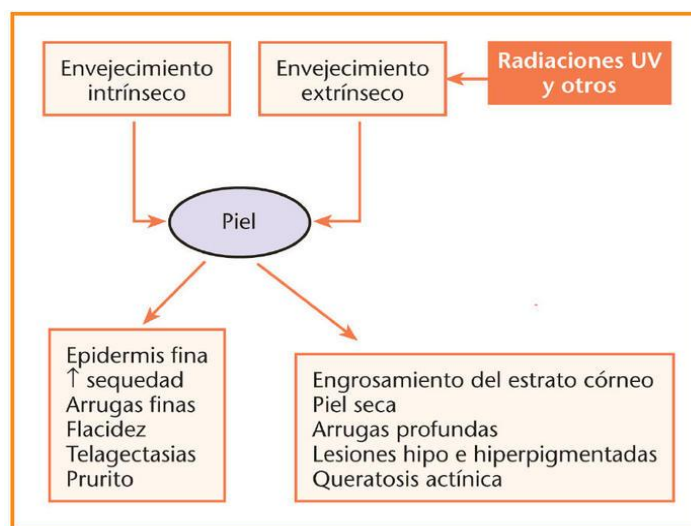 Envejecimiento
intrínseco
Envejecimiento
extrínseco
Radiaciones UV
y otros
Piel
Epidermis fina
↑ sequedad
Arrugas finas
Flacidez
Telagectasias
Prurito
Engrosamiento del estrato córneo
Piel seca
Arrugas profundas
Lesiones hipo e hiperpigmentadas
Queratosis actínica